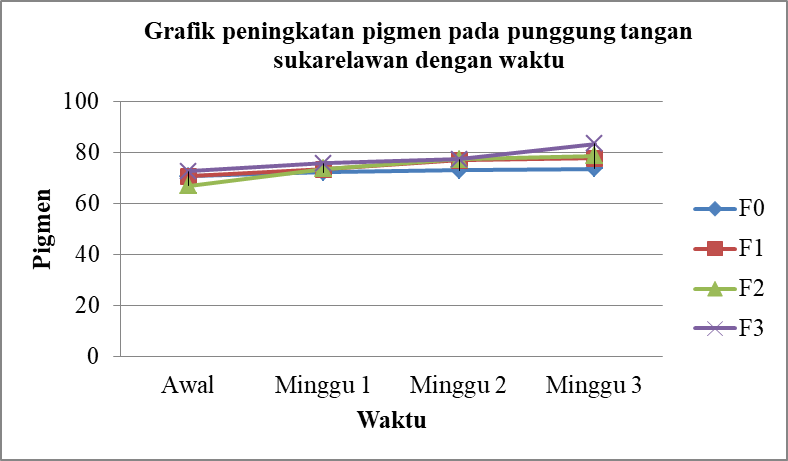 Grafik peningkatan pigmen pada punggung tangan
sukarelawan dengan waktu
Pigmen
100
80
60
40
20
0
Awal
Minggu 1
Minggu 2
Minggu 3
Waktu
F0
F1
F2
F3